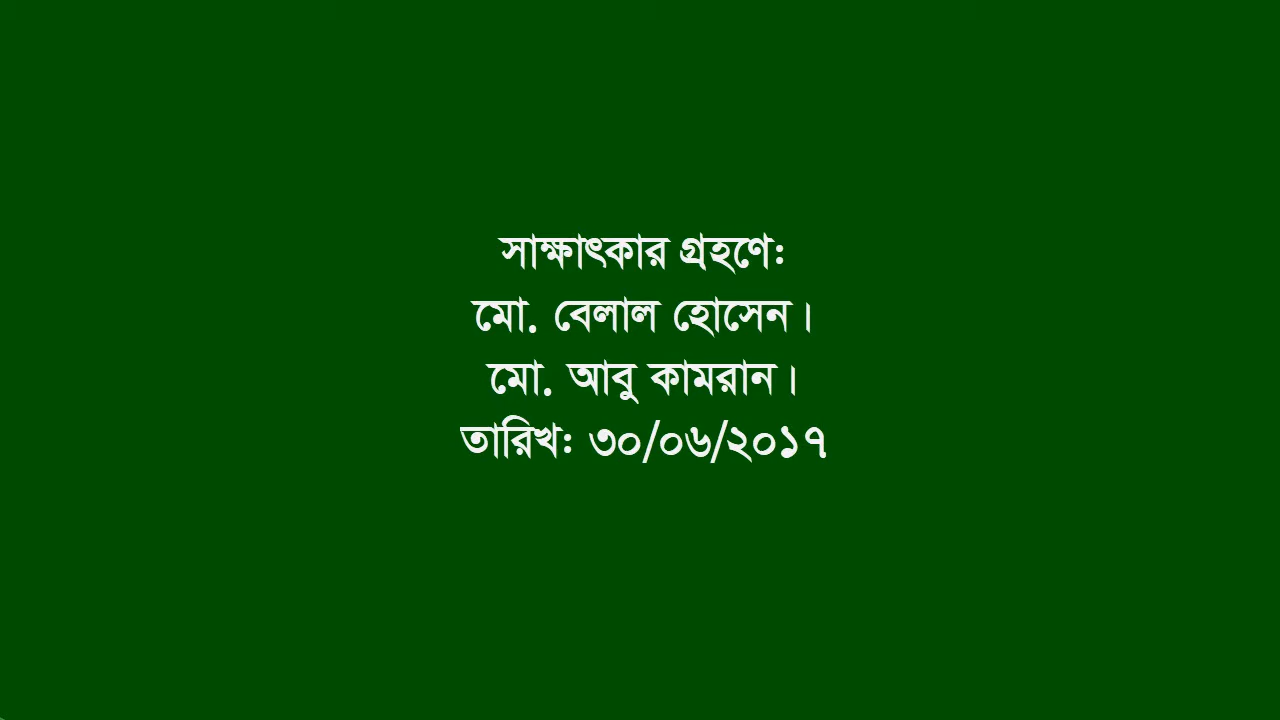 সাক্ষাৎকার গ্রহণে:
মো. বেলাল হোসেন।
মো. আবু কামরান।
তারিখ: ৩০/০৬/২০১৭